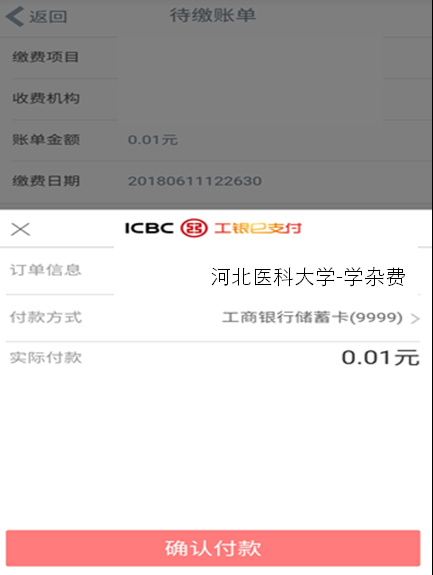 返回 待缴账单
缴费项目
收费机构
账单金额 0.01元
缴费日期 20180611122630
ICBC 工银e支付
订单信息 河北医科大学-学杂费
付款方式 工商银行储蓄卡(9999)
实际付款 0.01元
确认付款